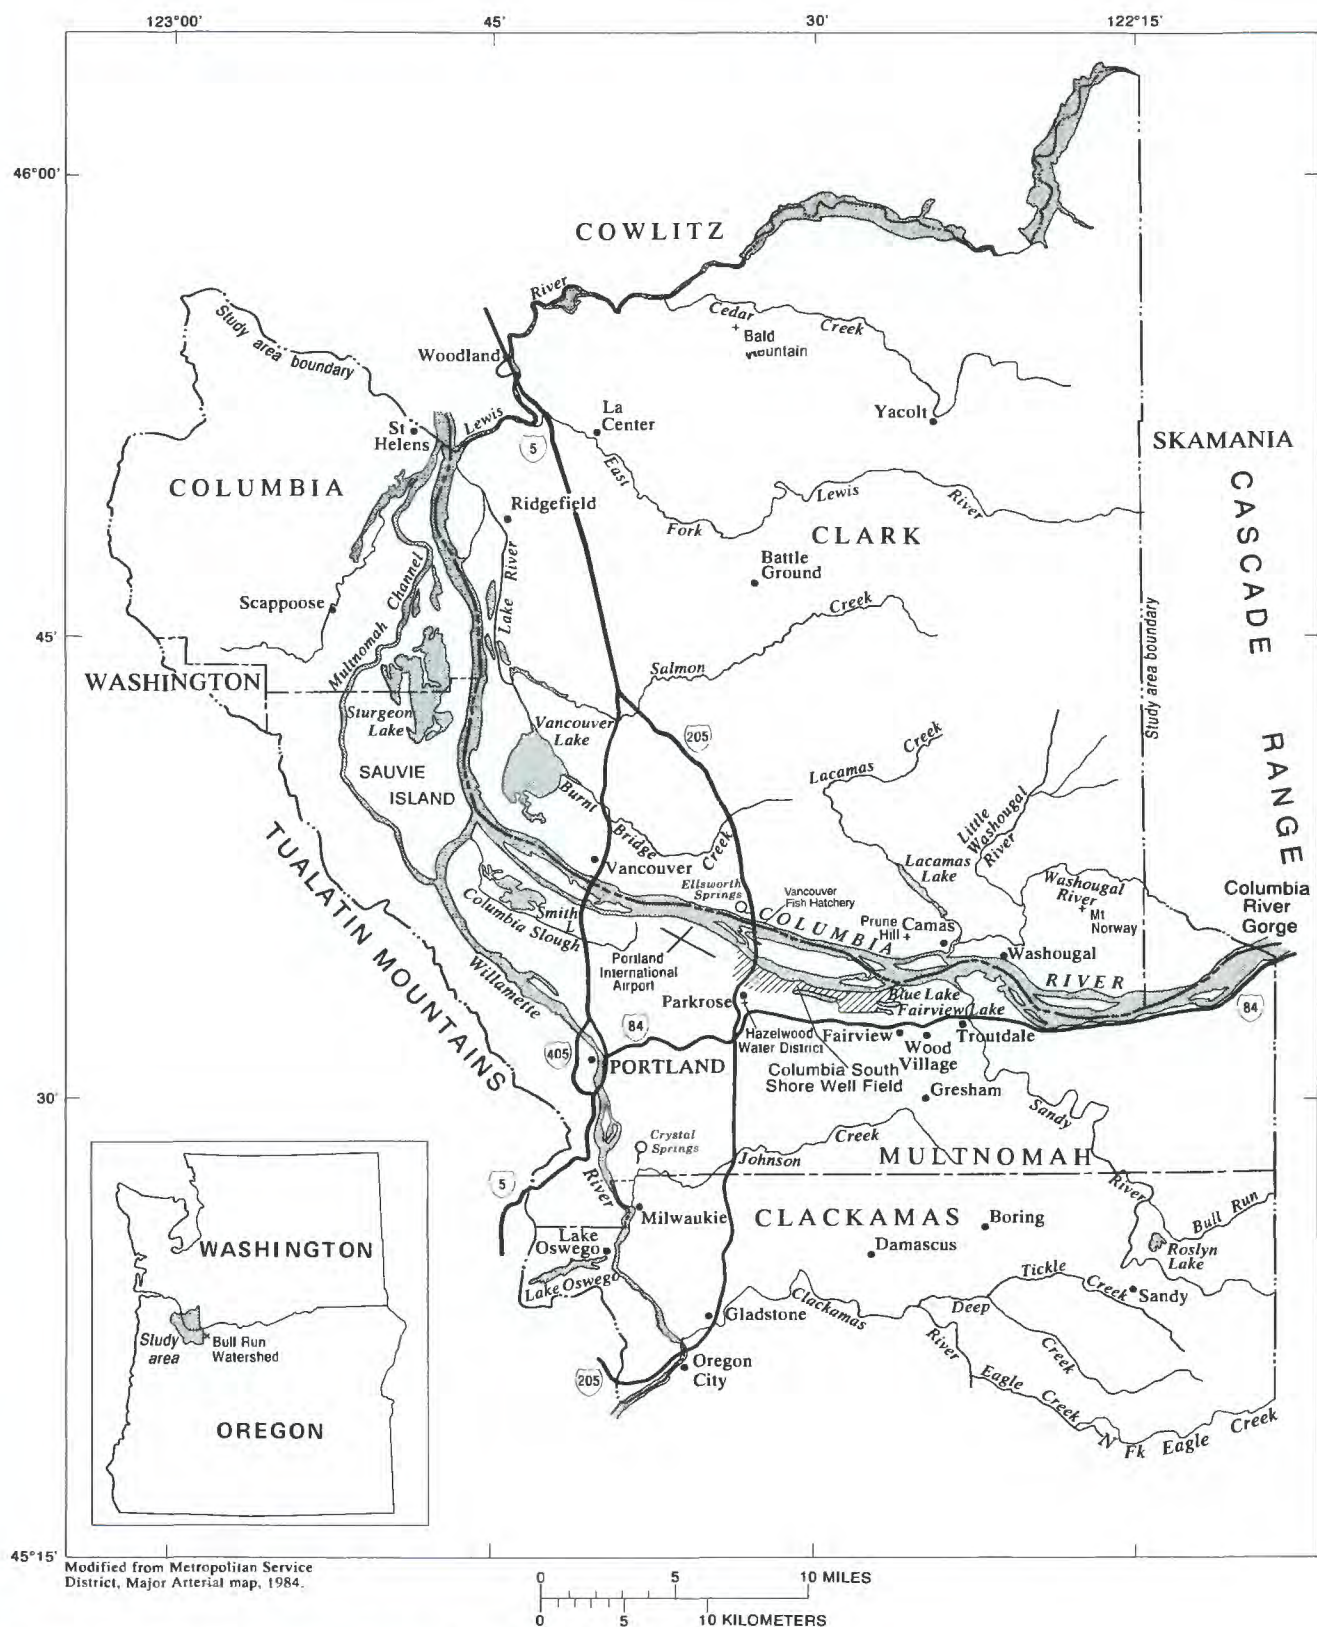 123°00'
45'
30'
122°15'
46°00'
COWLITZ
River
Cedar
Creek
Bald
Mountain
Study area boundary
Woodland
Lewis
La
Center
Yacolt
St
Helens
5
SKAMANIA
COLUMBIA
East
Fork
Lewis
River
Ridgefield
CLARK
CASCADE
RANGE
Battle
Ground
Scappoose
Multnomah Channel
Lake River
Creek
Salmon
Study area boundary
45'
WASHINGTON
Sturgeon
Lake
Vancouver
Lake
205
Creek
Lacamas
SAUVIE
ISLAND
Burnt
Bridge
Creek
Little
Washougal
River
TUALATIN MOUNTAINS
Vancouver
Lacamas
Lake
Ellsworth
Springs
Vancouver
Fish Hatchery
Washougal
River
Mt
Norway
Columbia
River
Gorge
Smith
L
Columbia Slough
COLUMBIA
Prune
Hill
Camas
Washougal
RIVER
Portland
International
Airport
Willamette
Parkrose
Blue Lake
Fairview Lake
84
84
Hazelwood
Water District
Fairview
Wood
Village
Troutdale
405
PORTLAND
Columbia South
Shore Well Field
Gresham
30'
Sandy
Crystal
Springs
Johnson
Creek
MULTNOMAH
River
5
River
Milwaukie
CLACKAMAS
Boring
Bull Run
Damascus
Roslyn
Lake
Lake
Oswego
Lake Oswego
Tickle
Creek
Sandy
Clackamas
Deep
Creek
Gladstone
River
Eagle
Creek
N Fk Eagle Creek
Oregon
City
205
WASHINGTON
Study
area
Bull Run
Watershed
OREGON
45°15'
Modified from Metropolitan Service
District, Major Arterial map, 1984.
0 5 10 MILES
0 5 10 KILOMETERS